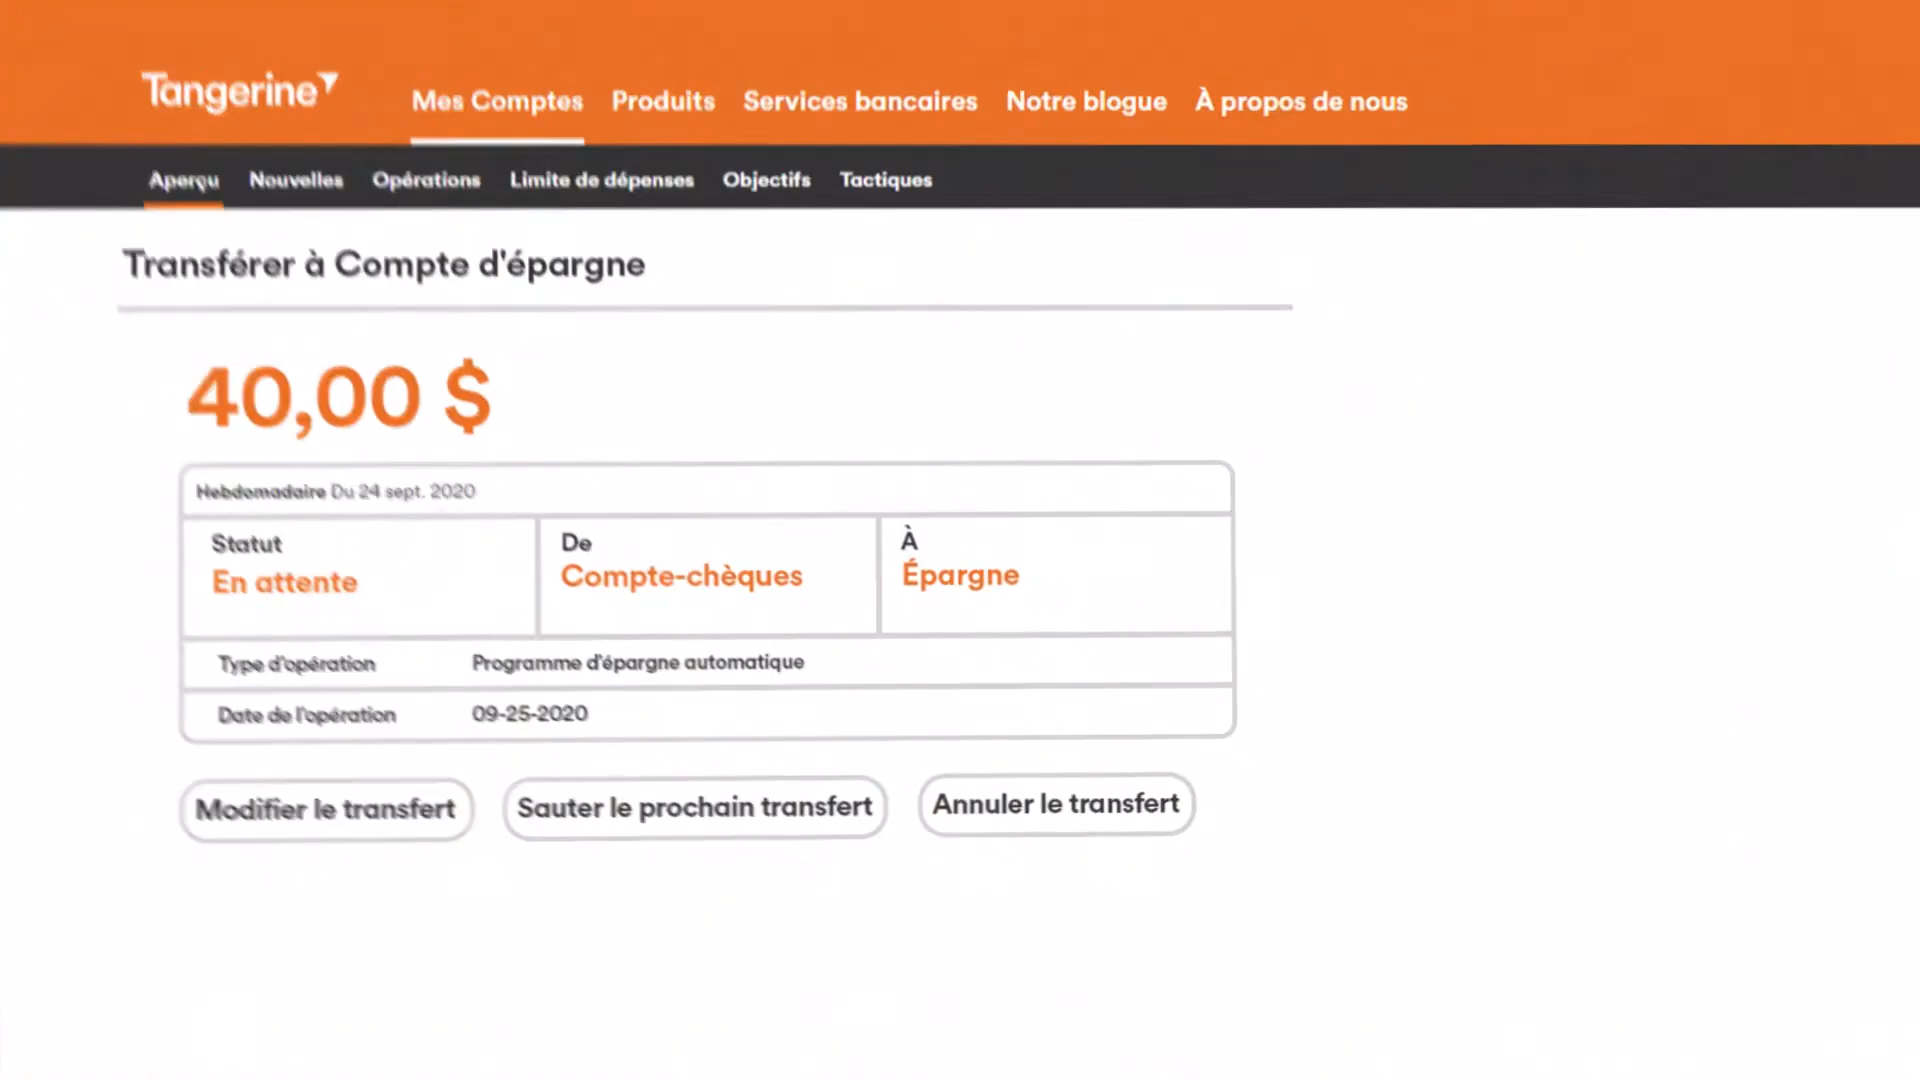 Tangerine
Mes Comptes Produits Services bancaires Notre blogue À propos de nous
Aperçu Nouvelles Opérations Limite de dépenses Objectifs Tactiques
Transférer à Compte d'épargne
40,00 $
Hebdomadaire Du 24 sept. 2020
Statut De À
En attente Compte-chèques Épargne
Type d'opération Programme d'épargne automatique
Date de l'opération 09-25-2020
Modifier le transfert Sauter le prochain transfert Annuler le transfert